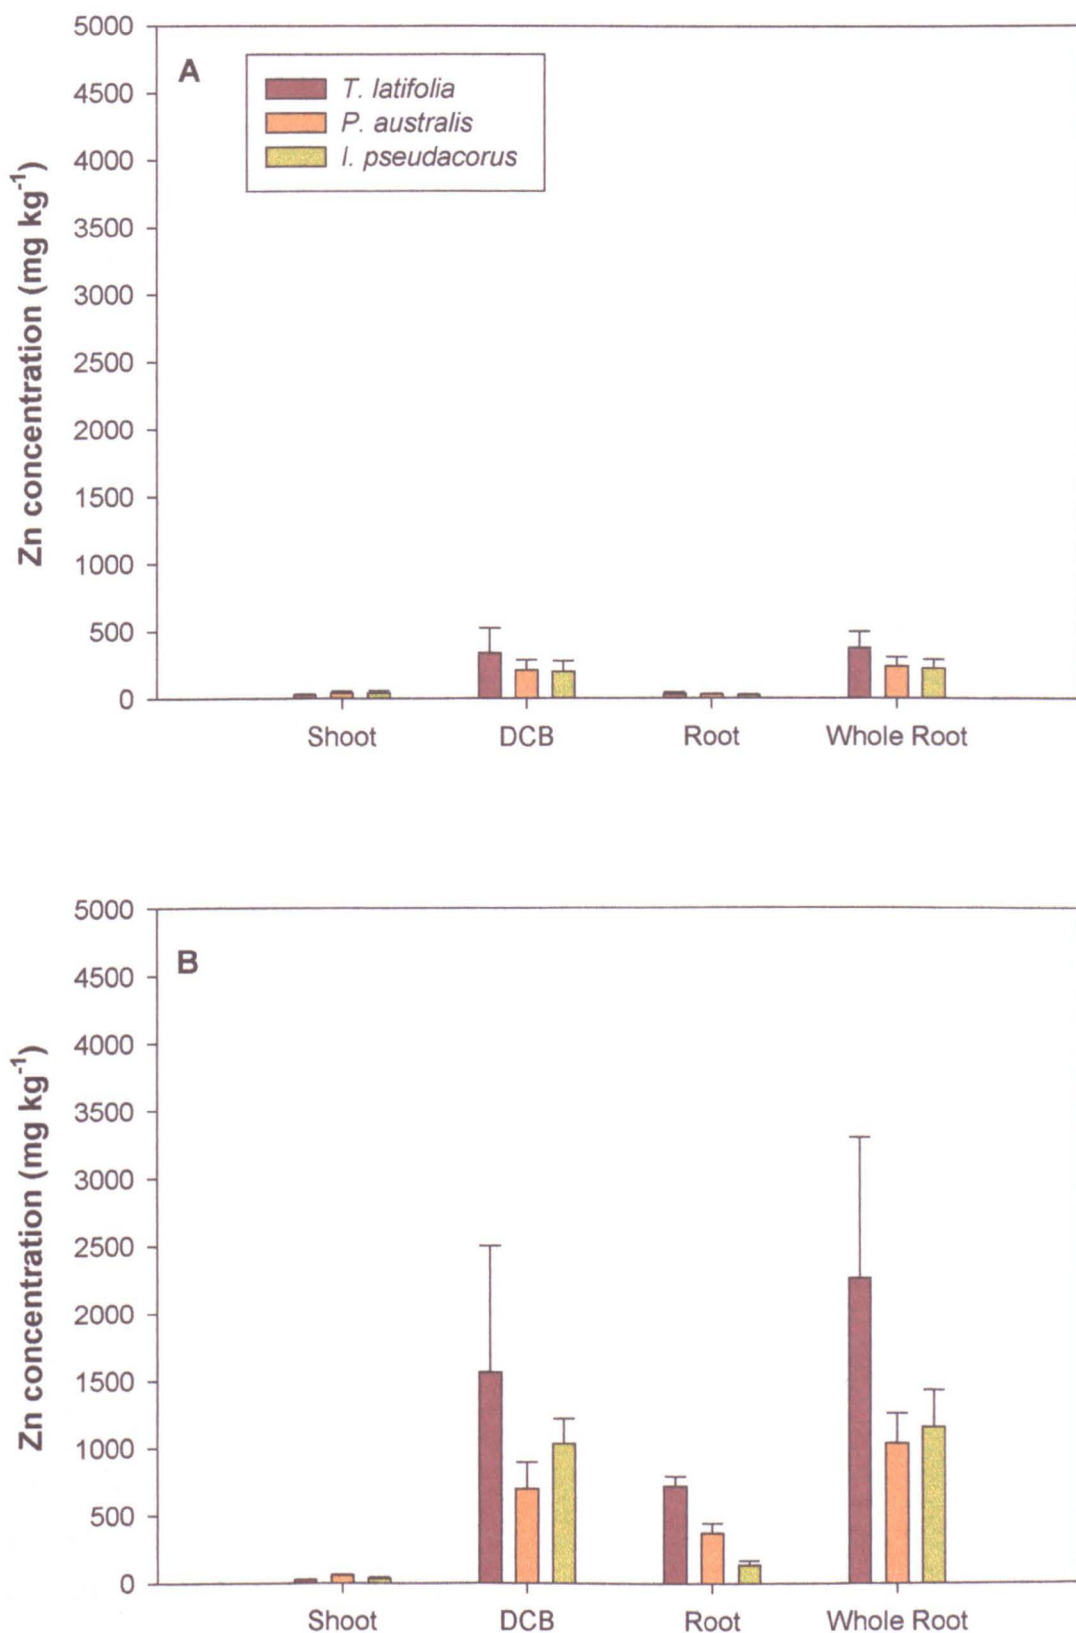 A
T. latifolia
P. australis
I. pseudacorus
Zn concentration (mg kg⁻¹)
5000
4500
4000
3500
3000
2500
2000
1500
1000
500
0
Shoot DCB Root Whole Root
B
Zn concentration (mg kg⁻¹)
5000
4500
4000
3500
3000
2500
2000
1500
1000
500
0
Shoot DCB Root Whole Root